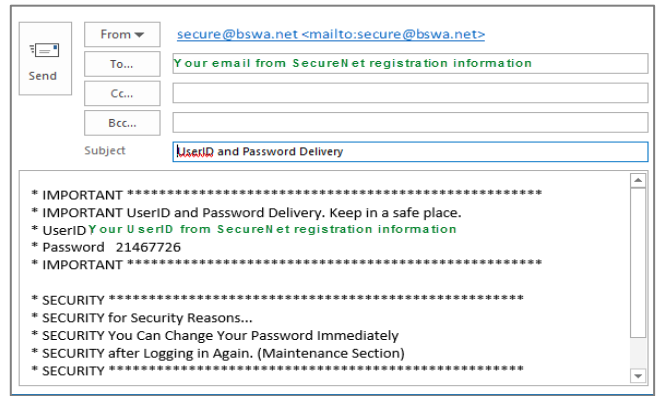 From
secure@bswa.net <mailto:secure@bswa.net>
Send
To...
Your email from SecureNet registration information
Cc...
Bcc...
Subject
UserID and Password Delivery
* IMPORTANT ****************************************************
* IMPORTANT UserID and Password Delivery. Keep in a safe place.
* UserID Your UserID from SecureNet registration information
* Password 21467726
* IMPORTANT ****************************************************
* SECURITY ****************************************************
* SECURITY for Security Reasons...
* SECURITY You Can Change Your Password Immediately
* SECURITY after Logging in Again. (Maintenance Section)
* SECURITY ****************************************************